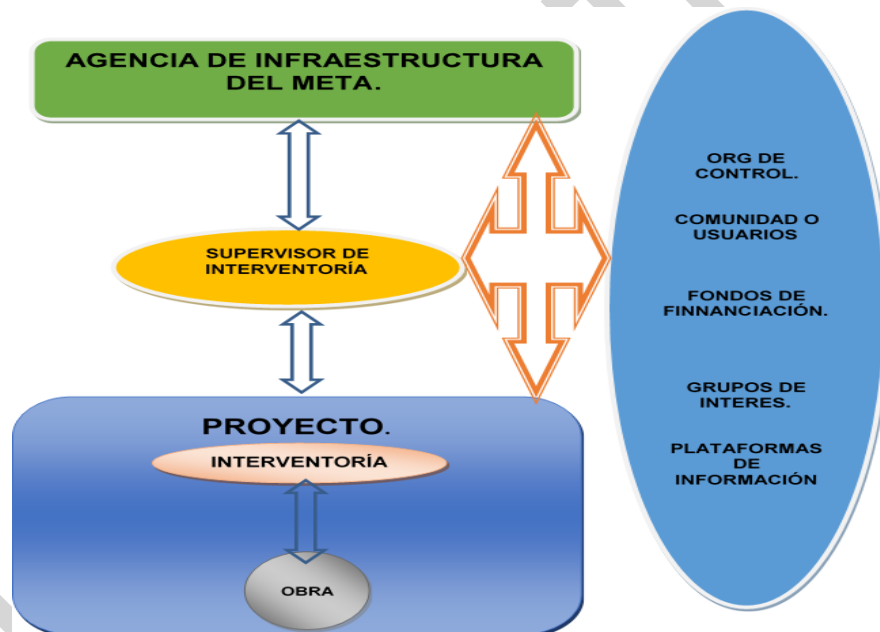 AGENCIA DE INFRAESTRUCTURA
DEL META.
SUPERVISOR DE
INTERVENTORÍA
PROYECTO.
INTERVENTORÍA
OBRA
ORG DE
CONTROL.
COMUNIDAD O
USUARIOS
FONDOS DE
FINNANCIACIÓN.
GRUPOS DE
INTERES.
PLATAFORMAS
DE
INFORMACIÓN